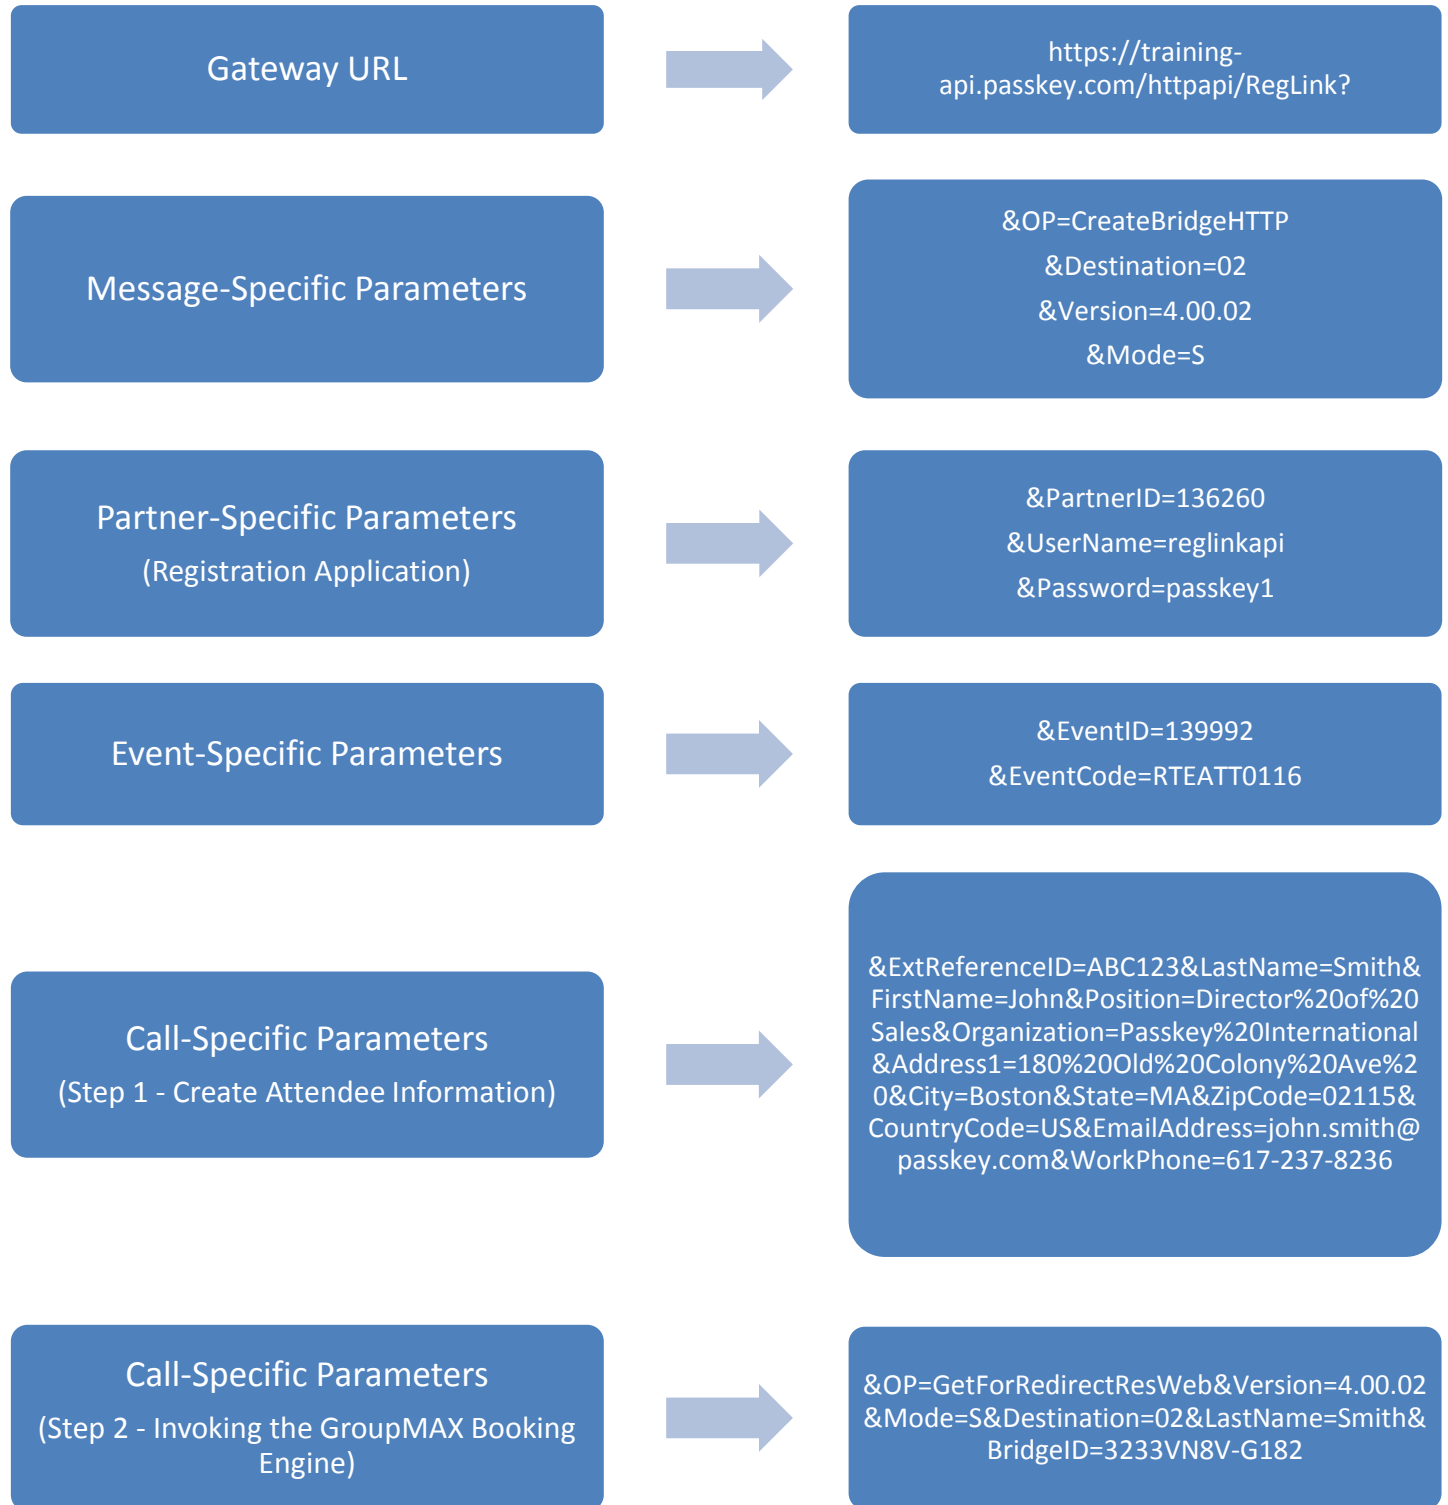 Gateway URL
https://training-
api.passkey.com/httpapi/RegLink?
Message-Specific Parameters
&OP=CreateBridgeHTTP
&Destination=02
&Version=4.00.02
&Mode=S
Partner-Specific Parameters
(Registration Application)
&PartnerID=136260
&UserName=reglinkapi
&Password=passkey1
Event-Specific Parameters
&EventID=139992
&EventCode=RTEATT0116
Call-Specific Parameters
(Step 1 - Create Attendee Information)
&ExtReferenceID=ABC123&LastName=Smith&
FirstName=John&Position=Director%20of%20
Sales&Organization=Passkey%20International
&Address1=180%20Old%20Colony%20Ave%2
0&City=Boston&State=MA&ZipCode=02115&
CountryCode=US&EmailAddress=john.smith@
passkey.com&WorkPhone=617-237-8236
Call-Specific Parameters
(Step 2 - Invoking the GroupMAX Booking
Engine)
&OP=GetForRedirectResWeb&Version=4.00.02
&Mode=S&Destination=02&LastName=Smith&
BridgeID=3233VN8V-G182